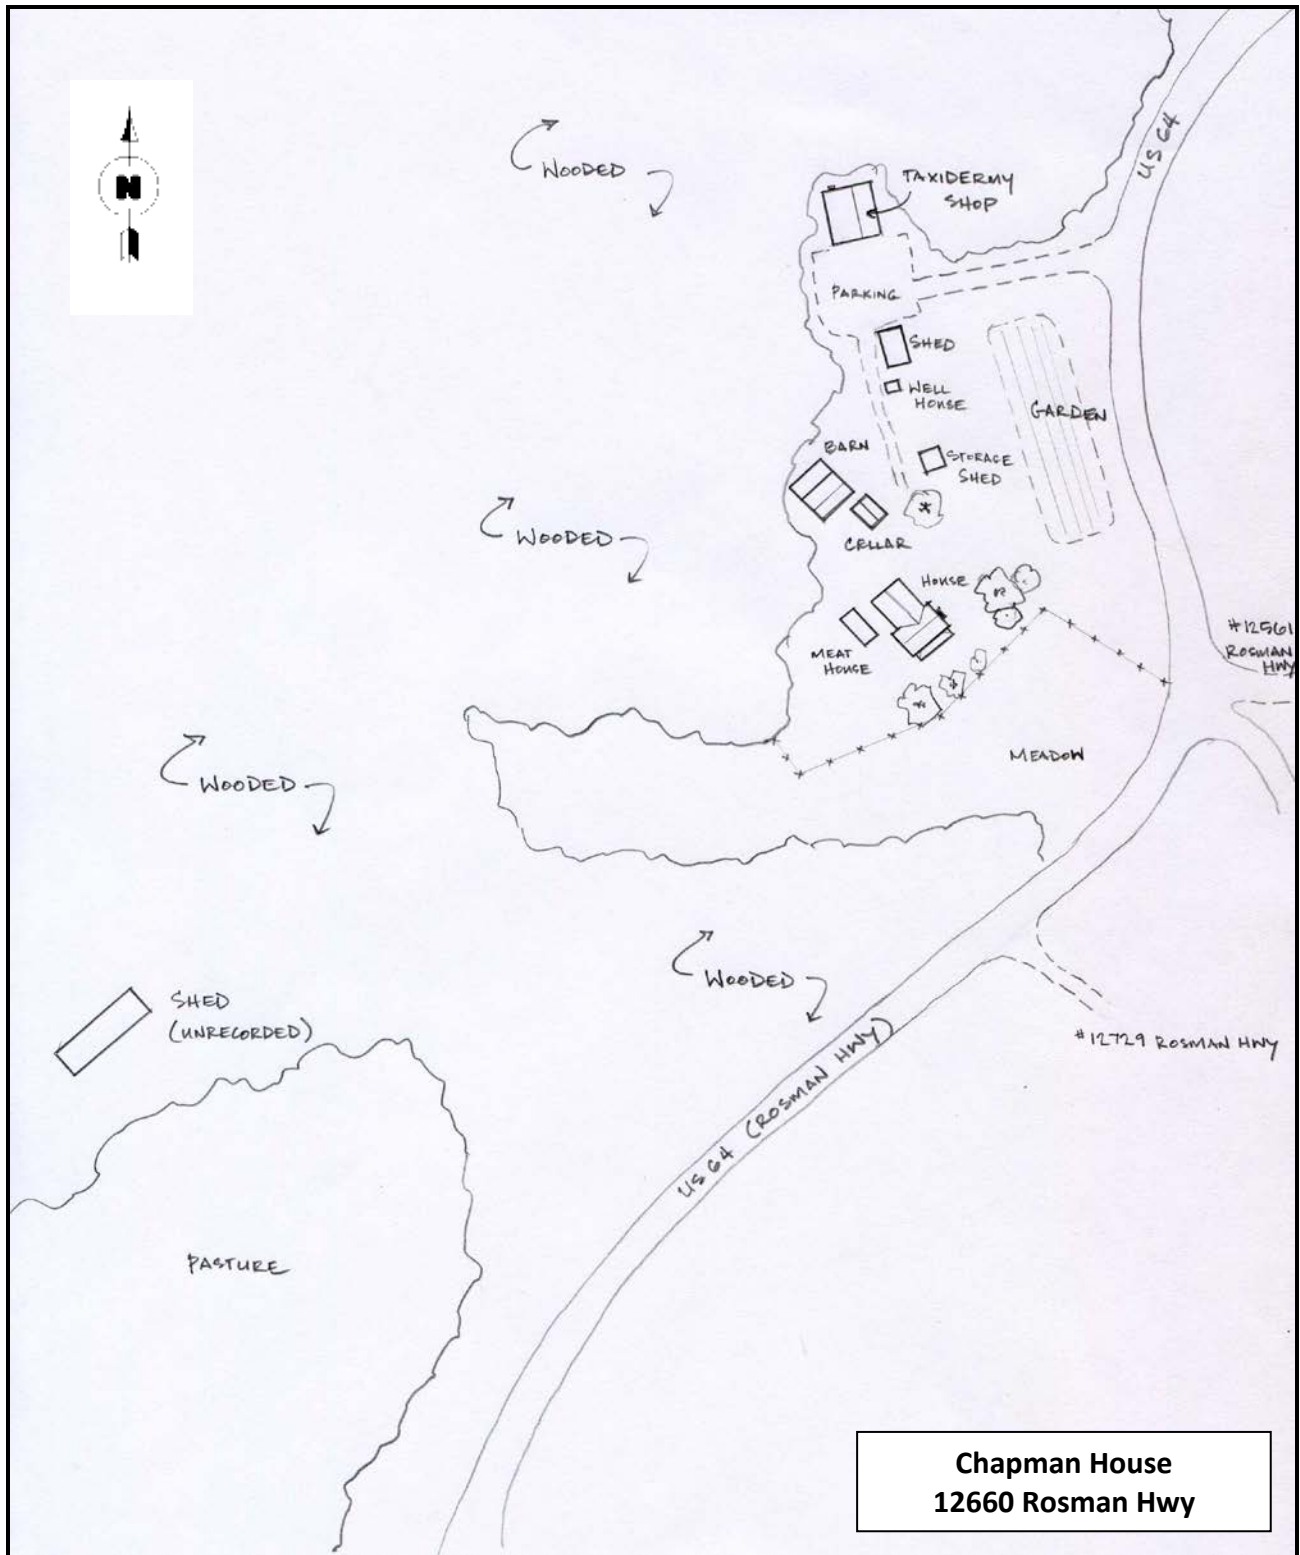 N
US 64
WOODED
TAXIDERMY
SHOP
PARKING
SHED
WELL
HOUSE
GARDEN
BARN
STORAGE
SHED
WOODED
CELLAR
HOUSE
MEAT
HOUSE
#12561
ROSMAN
HWY
MEADOW
WOODED
WOODED
SHED
(UNRECORDED)
#12729 ROSMAN HWY
US 64 (ROSMAN HWY)
PASTURE
Chapman House
12660 Rosman Hwy